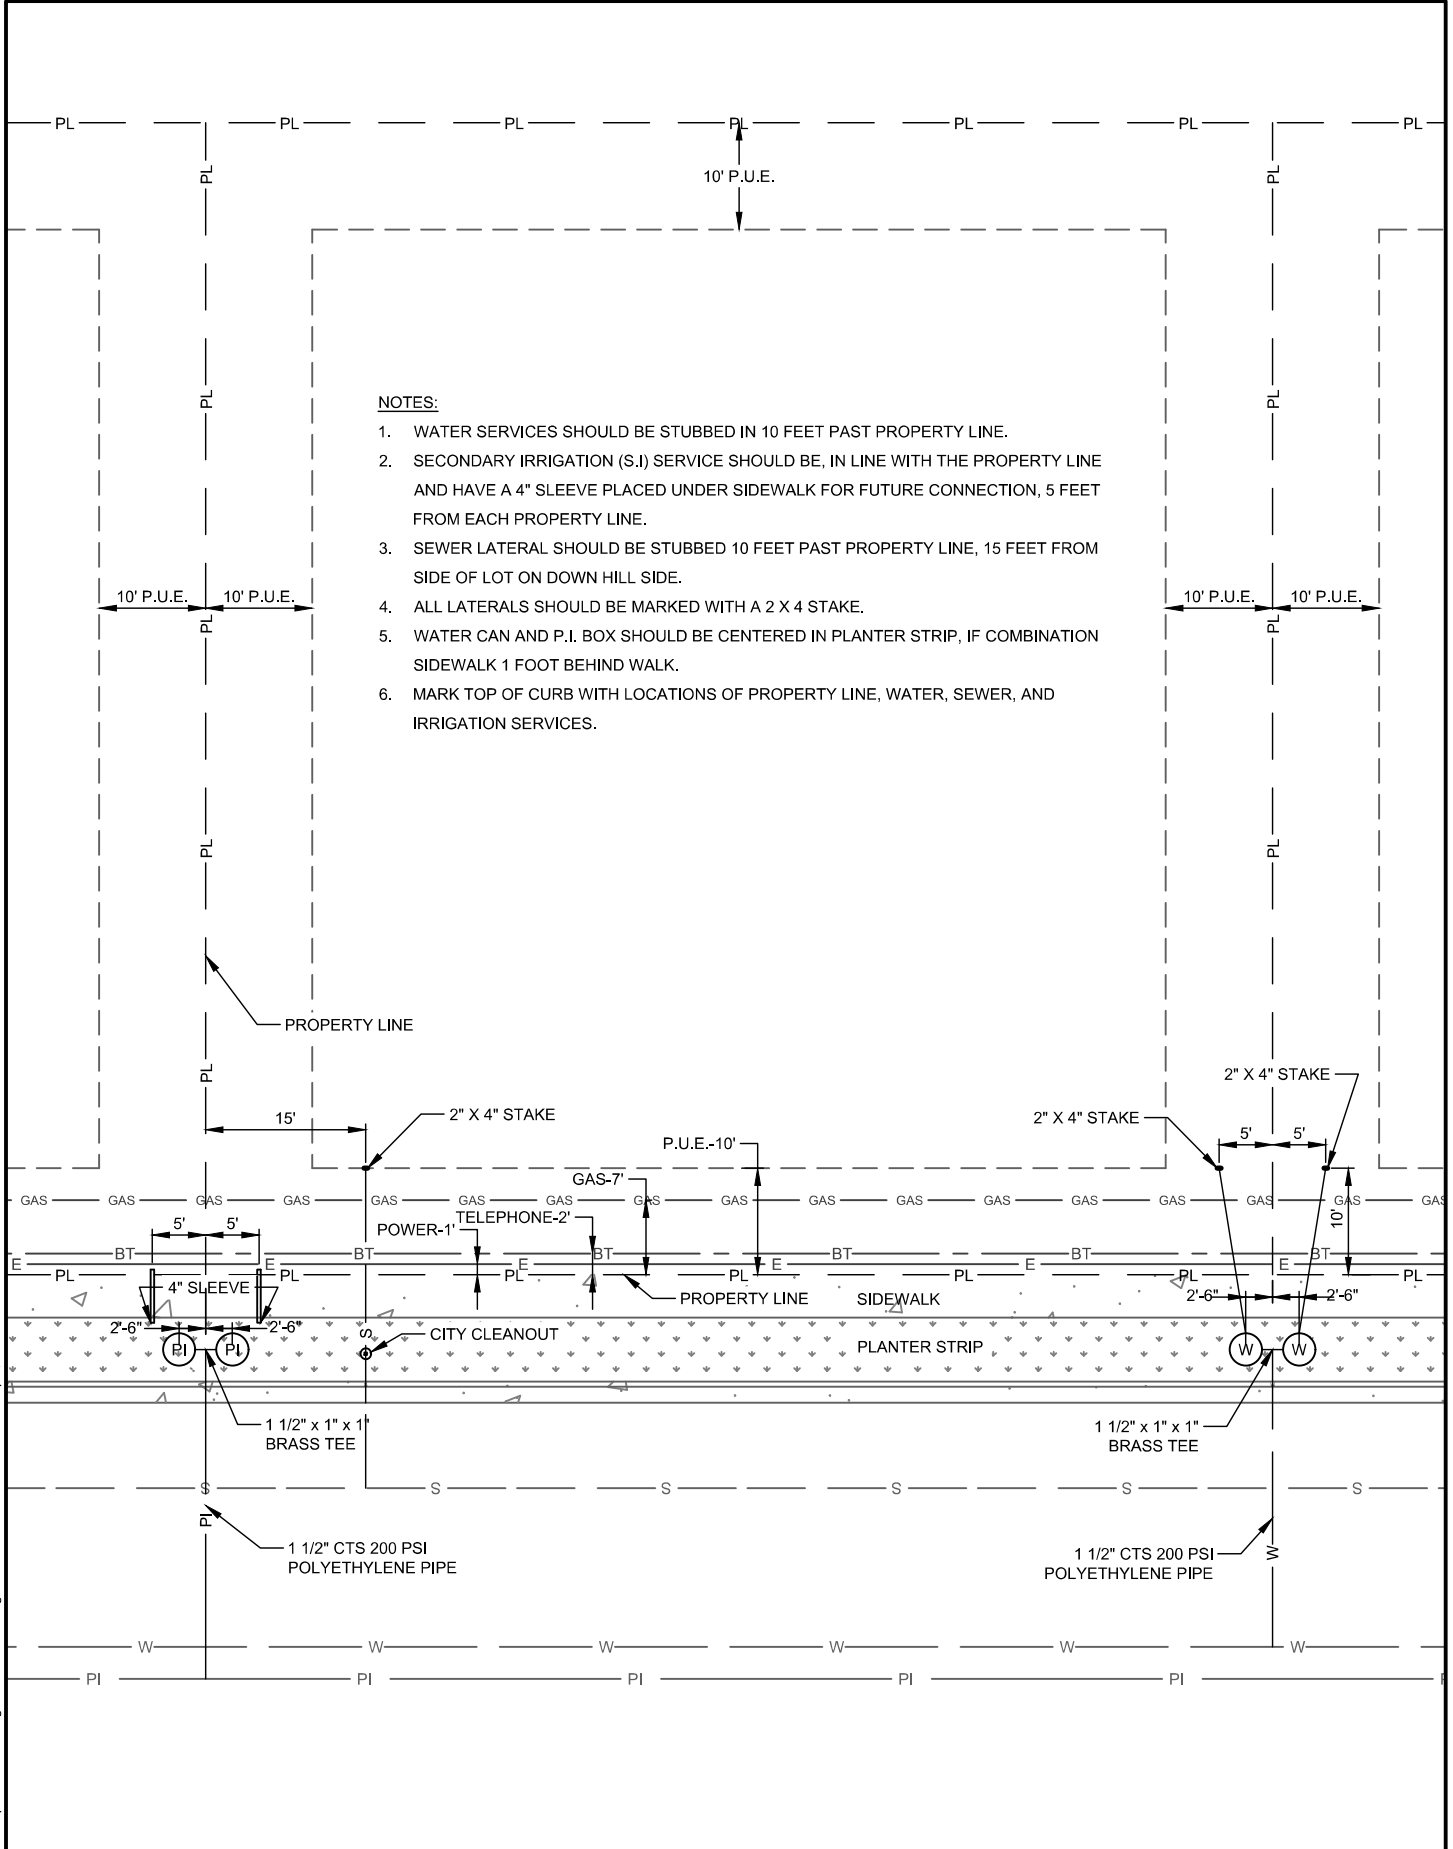 PL PL PL PL PL PL PL
PL PL
10' P.U.E.
PL PL
NOTES:
1. WATER SERVICES SHOULD BE STUBBED IN 10 FEET PAST PROPERTY LINE.
2. SECONDARY IRRIGATION (S.I) SERVICE SHOULD BE, IN LINE WITH THE PROPERTY LINE
AND HAVE A 4" SLEEVE PLACED UNDER SIDEWALK FOR FUTURE CONNECTION, 5 FEET
FROM EACH PROPERTY LINE.
3. SEWER LATERAL SHOULD BE STUBBED 10 FEET PAST PROPERTY LINE, 15 FEET FROM
SIDE OF LOT ON DOWN HILL SIDE.
4. ALL LATERALS SHOULD BE MARKED WITH A 2 X 4 STAKE.
5. WATER CAN AND P.I. BOX SHOULD BE CENTERED IN PLANTER STRIP, IF COMBINATION
SIDEWALK 1 FOOT BEHIND WALK.
6. MARK TOP OF CURB WITH LOCATIONS OF PROPERTY LINE, WATER, SEWER, AND
IRRIGATION SERVICES.
10' P.U.E. 10' P.U.E. 10' P.U.E. 10' P.U.E.
PL PL
PL PL
PROPERTY LINE
PL
2" X 4" STAKE
15'
2" X 4" STAKE
2" X 4" STAKE
5' 5'
P.U.E.-10'
GAS-7'
GAS GAS GAS GAS GAS GAS GAS GAS GAS GAS GAS GAS GAS GAS GAS GAS GAS
10'
5' 5'
TELEPHONE-2'
POWER-1'
BT BT BT BT BT BT
E E E E E E
PL PL PL PL PL PL PL
4" SLEEVE
PROPERTY LINE
SIDEWALK
2'-6" 2'-6"
2'-6" 2'-6"
S
CITY CLEANOUT
PLANTER STRIP
PI PI W W
1 1/2" x 1" x 1"
BRASS TEE
1 1/2" x 1" x 1"
BRASS TEE
S S S S S S
PI
1 1/2" CTS 200 PSI
POLYETHYLENE PIPE
W
1 1/2" CTS 200 PSI
POLYETHYLENE PIPE
W W W W W W
PI PI PI PI PI